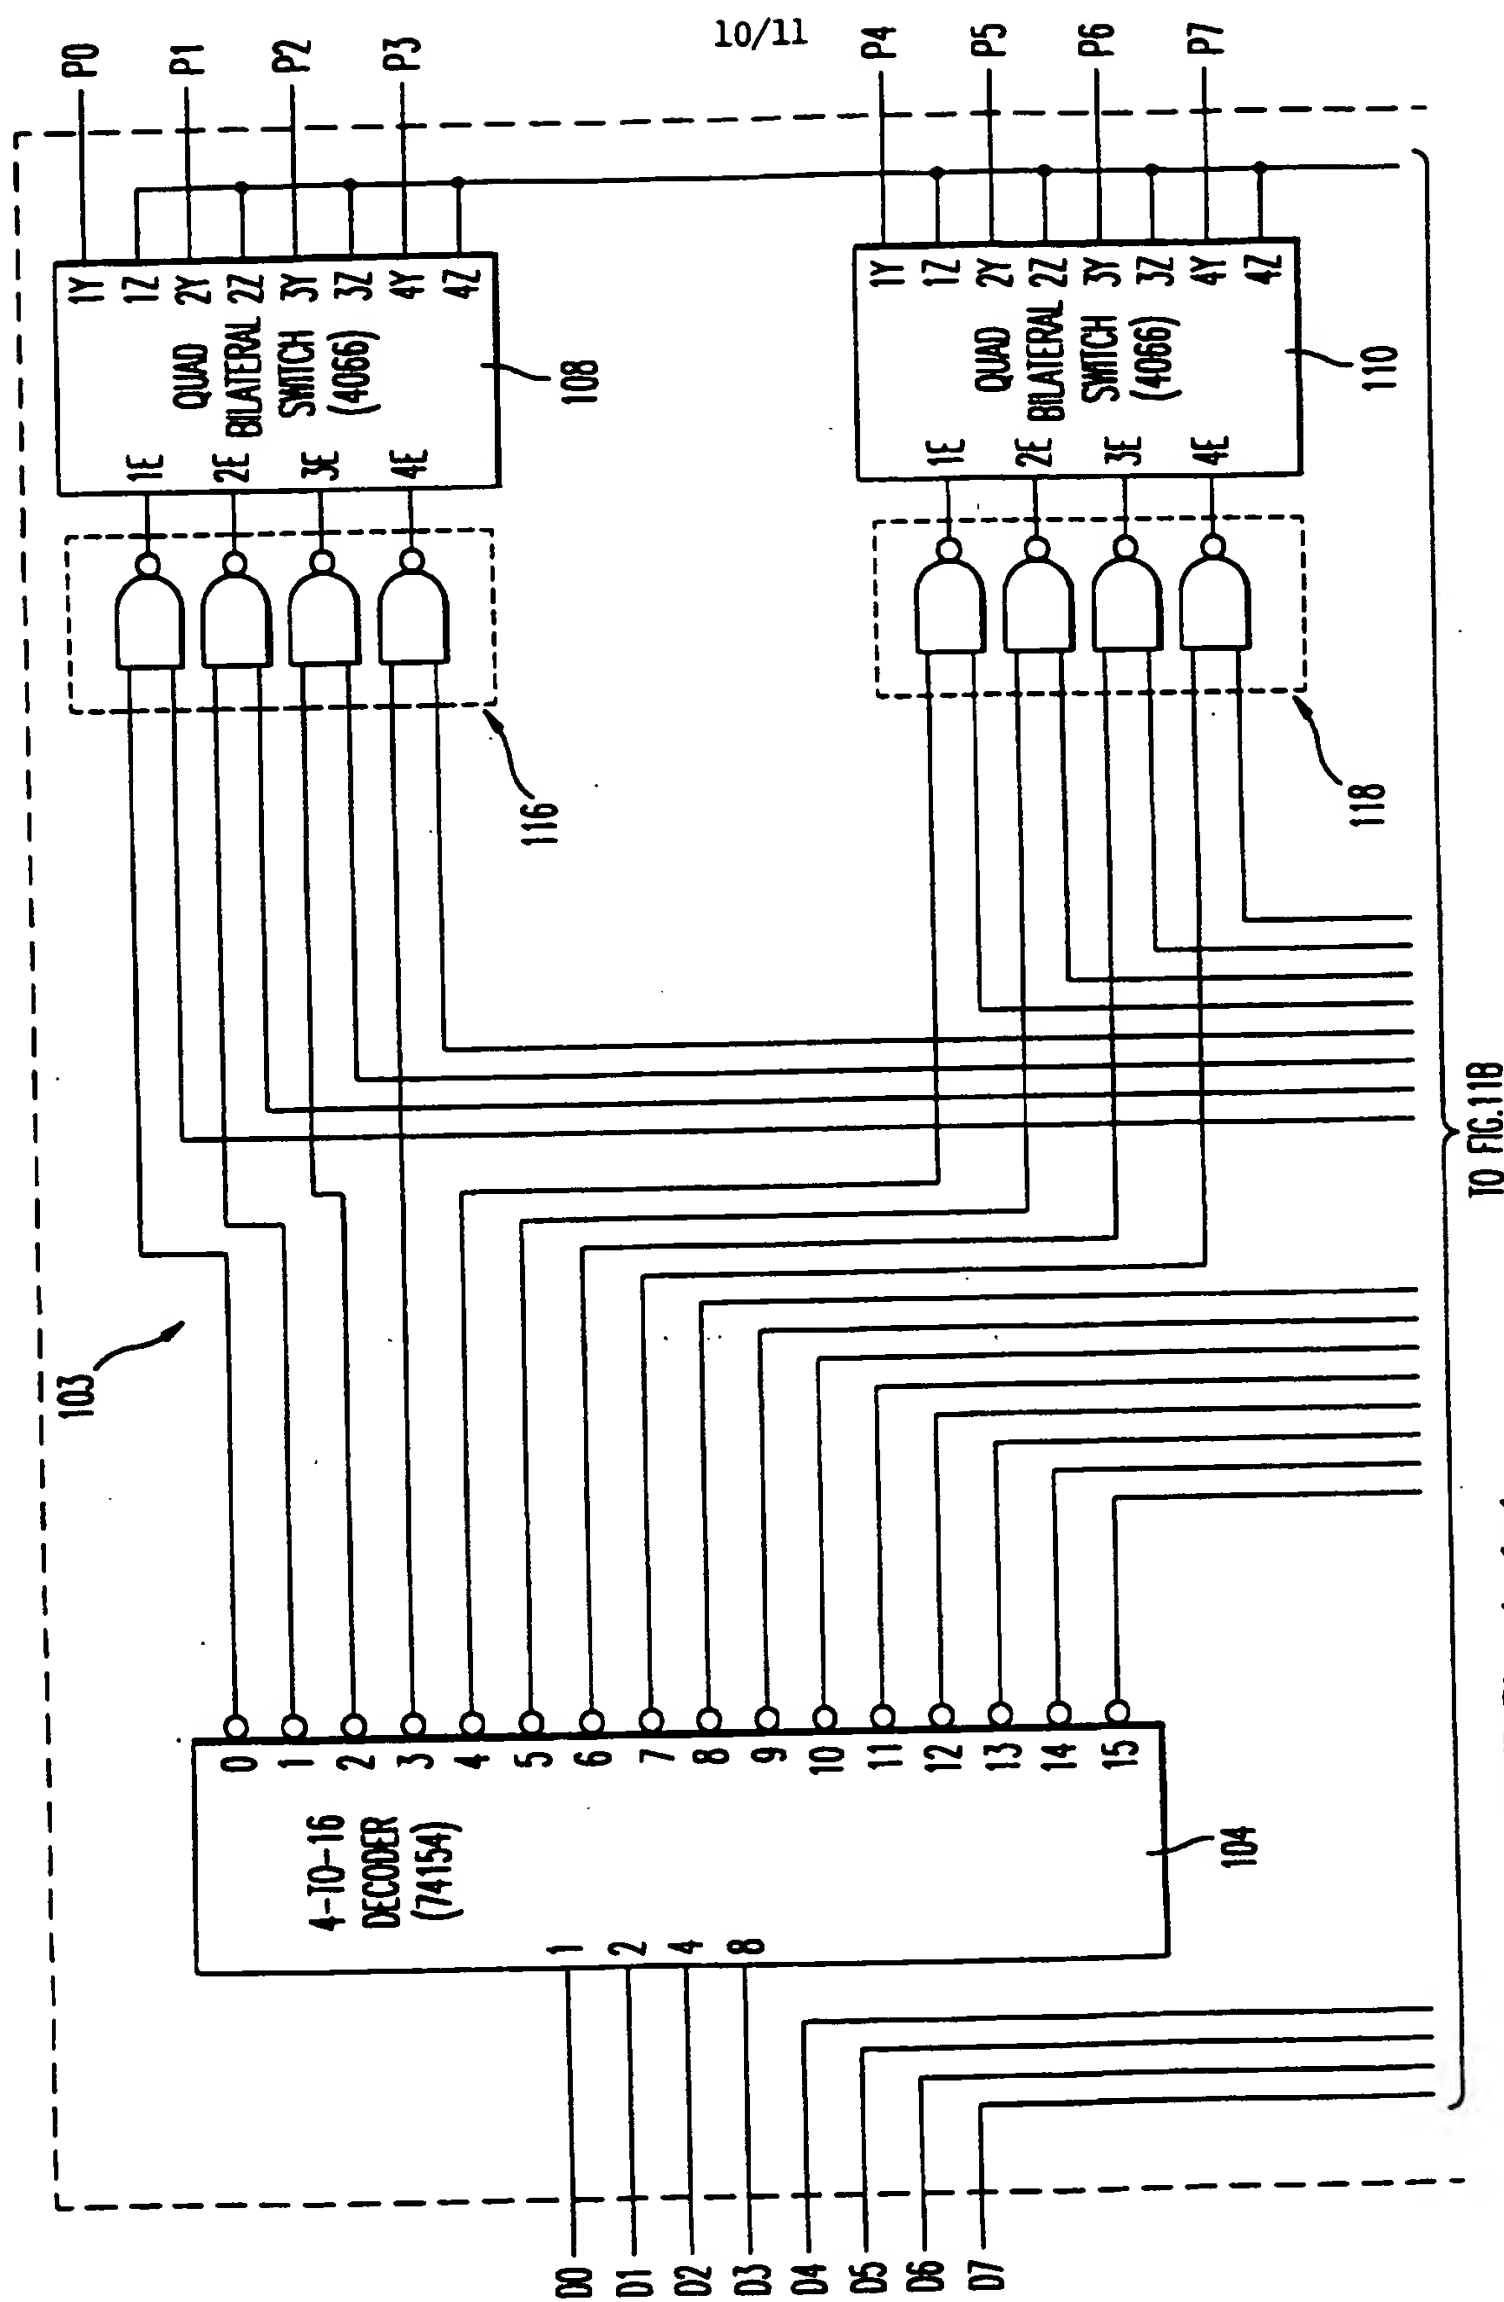 10/11
P0
P1
P2
P3
P4
P5
P6
P7
1Y
1Z
2Y
2Z
3Y
3Z
4Y
4Z
QUAD
BILATERAL
SWITCH
(4066)
1E
2E
3E
4E
108
1Y
1Z
2Y
2Z
3Y
3Z
4Y
4Z
QUAD
BILATERAL
SWITCH
(4066)
1E
2E
3E
4E
110
116
118
103
0
1
2
3
4
5
6
7
8
9
10
11
12
13
14
15
4-TO-16
DECODER
(74154)
1
2
4
8
104
D0
D1
D2
D3
D4
D5
D6
D7
TO FIG.11B